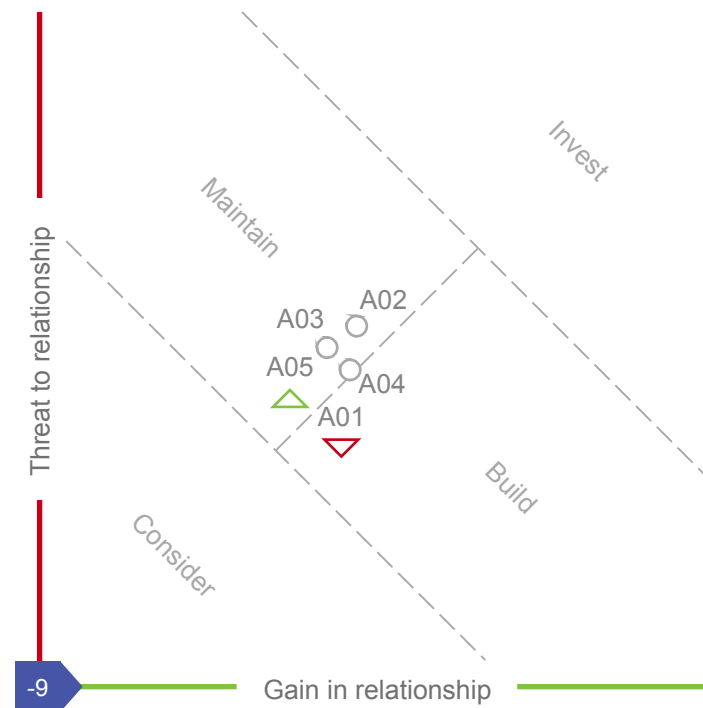 Invest
Maintain
Threat to relationship
A02
A03
A05
A04
A01
Build
Consider
-9
Gain in relationship